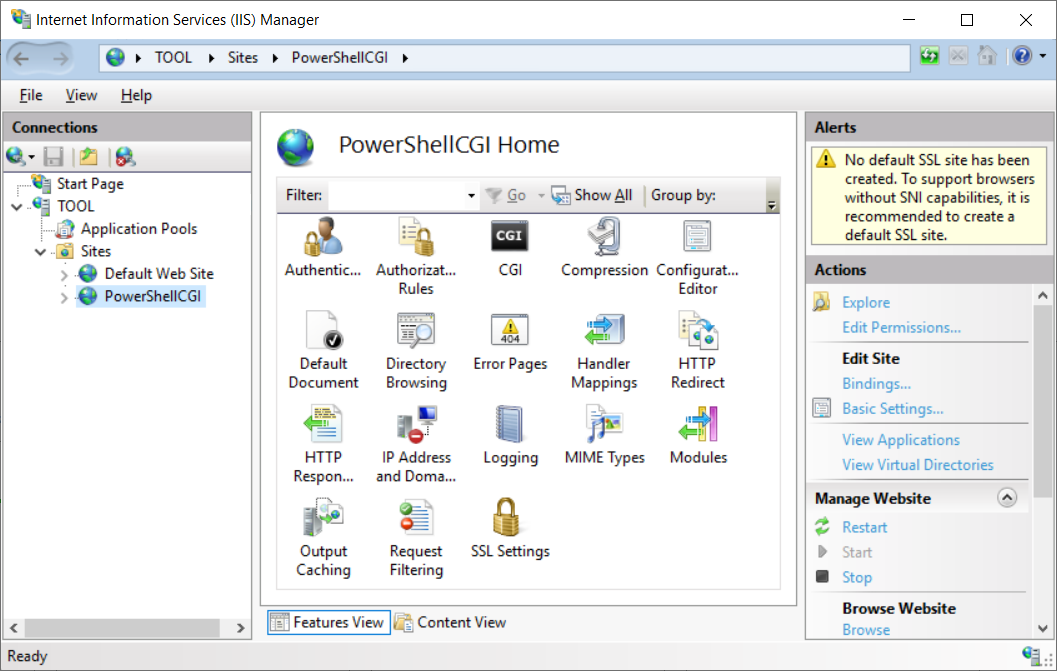 Internet Information Services (IIS) Manager
TOOL Sites PowerShellCGI
File View Help
Connections
Start Page
TOOL
Application Pools
Sites
Default Web Site
PowerShellCGI
PowerShellCGI Home
Filter: Go Show All Group by:
Authentic...
Authorizat...
Rules
CGI
CGI
Compression
Configurat...
Editor
Default
Document
Directory
Browsing
404
Error Pages
Handler
Mappings
HTTP
Redirect
HTTP
Respon...
IP Address
and Doma...
Logging
MIME Types
Modules
Output
Caching
Request
Filtering
SSL Settings
Features View
Content View
Alerts
No default SSL site has been
created. To support browsers
without SNI capabilities, it is
recommended to create a
default SSL site.
Actions
Explore
Edit Permissions...
Edit Site
Bindings...
Basic Settings...
View Applications
View Virtual Directories
Manage Website
Restart
Start
Stop
Browse Website
Browse
Ready